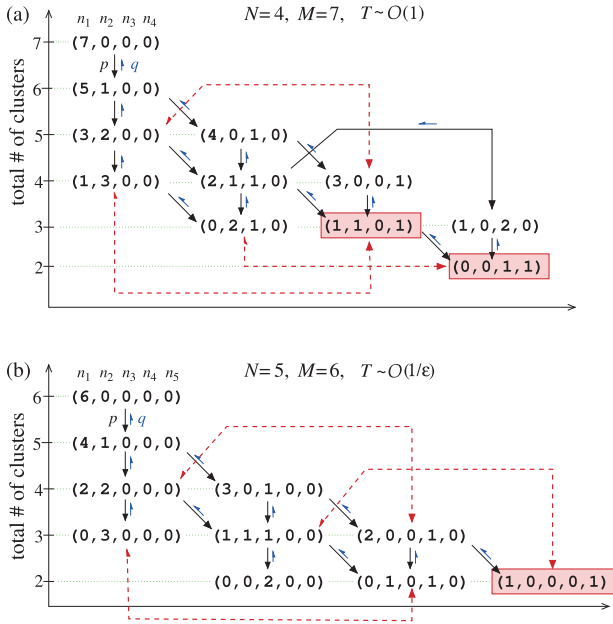 (a)
n1 n2 n3 n4
N=4, M=7, T~O(1)
total # of clusters
7
(7,0,0,0)
p
q
6
(5,1,0,0)
5
(3,2,0,0)
(4,0,1,0)
4
(1,3,0,0)
(2,1,1,0)
(3,0,0,1)
3
(0,2,1,0)
(1,1,0,1)
(1,0,2,0)
2
(0,0,1,1)
(b)
n1 n2 n3 n4 n5
N=5, M=6, T~O(1/ε)
total # of clusters
6
(6,0,0,0,0)
p
q
5
(4,1,0,0,0)
4
(2,2,0,0,0)
(3,0,1,0,0)
3
(0,3,0,0,0)
(1,1,1,0,0)
(2,0,0,1,0)
2
(0,0,2,0,0)
(0,1,0,1,0)
(1,0,0,0,1)